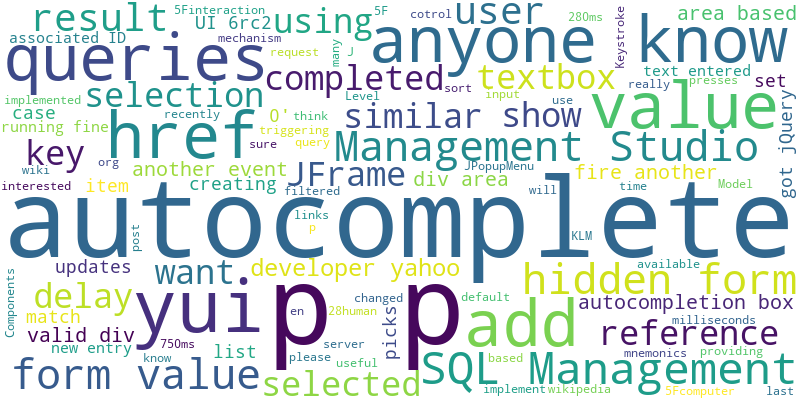 result
5Finteraction
5F
cotrol
280ms
Keystroke
area based
associated ID
UI 6rc2
using
user
mechanism
anyone know
queries
request
many
J
text entered
completed
textbox
really
presses
implemented
selection
sort
input
value
set
got jQuery
case
recently
O'
think
Level
use
similar show
running fine
href
triggering
query
key
org
sure
Management Studio
wiki
another event
JFrame
JPopupMenu
fire another
interested
item
creating
filtered
div area
will
time
Model
links
autocomplete
post
p
KLM
updates
want
developer yahoo
available
hidden form
Components
delay
yui
p p
changed
default
autocompletion box
match
en
28human
picks
add
milliseconds
valid div
750ms
server
reference
new entry
list
know
please
useful
based
mnemonics
providing
form value
selected
SQL Management
implement
wikipedia
5Fcomputer
last